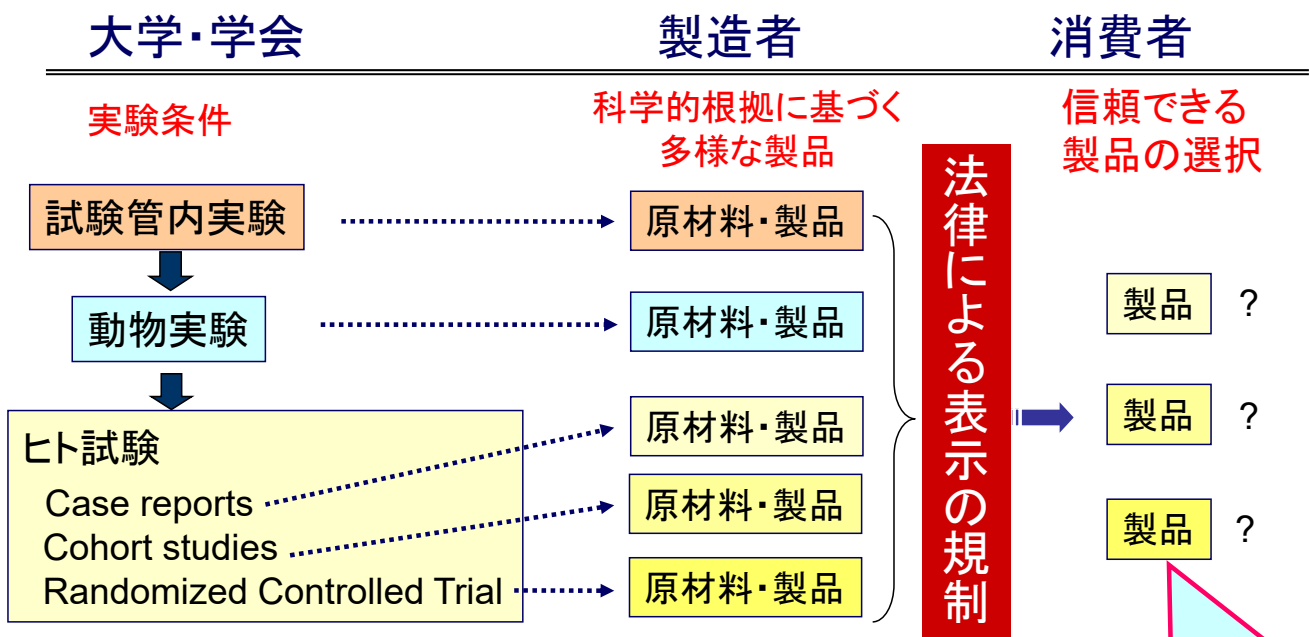 大学・学会
製造者
消費者
実験条件
科学的根拠に基づく
多様な製品
信頼できる
製品の選択
試験管内実験
動物実験
ヒト試験
Case reports
Cohort studies
Randomized Controlled Trial
原材料・製品
原材料・製品
原材料・製品
原材料・製品
原材料・製品
法律による表示の規制
製品 ?
製品 ?
製品 ?